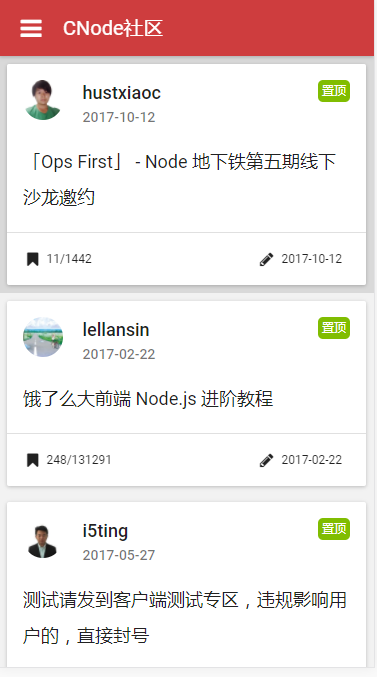 CNode社区
hustxiaoc
置顶
2017-10-12
「Ops First」 - Node 地下铁第五期线下
沙龙邀约
11/1442
2017-10-12
lellansin
置顶
2017-02-22
饿了么大前端 Node.js 进阶教程
248/131291
2017-02-22
i5ting
置顶
2017-05-27
测试请发到客户端测试专区，违规影响用
户的，直接封号